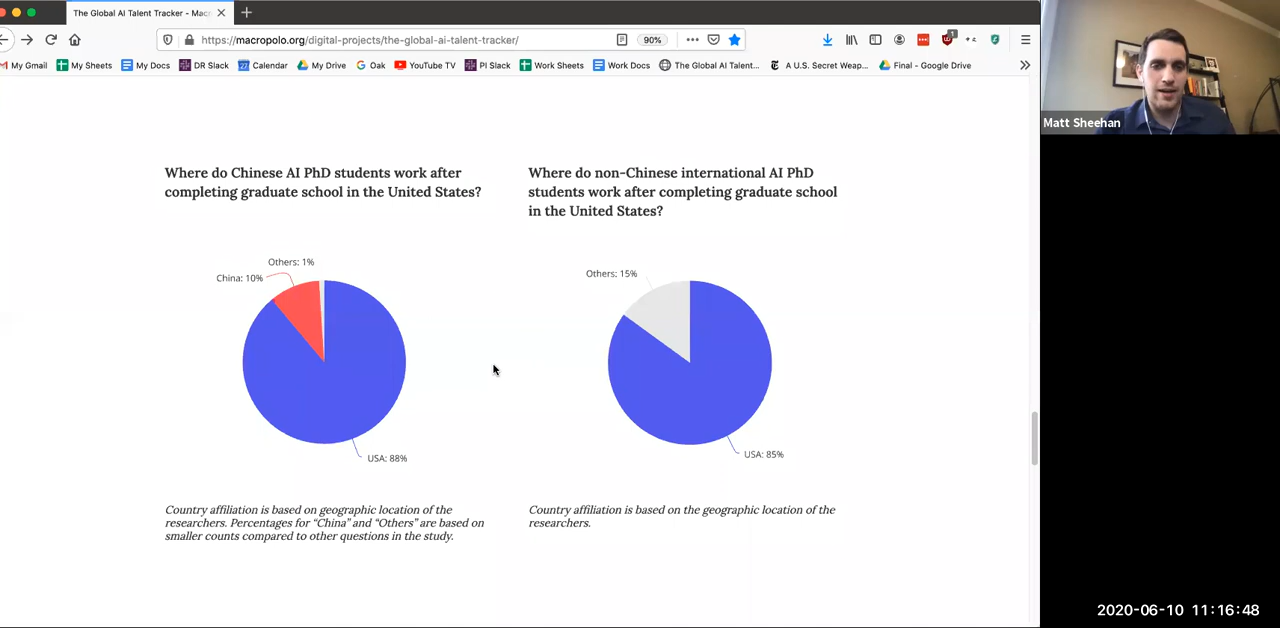 The Global AI Talent Tracker - Mac
https://macropolo.org/digital-projects/the-global-ai-talent-tracker/
90%
1
My Gmail
My Sheets
My Docs
DR Slack
Calendar
My Drive
Oak
YouTube TV
PI Slack
Work Sheets
Work Docs
The Global AI Talent...
A U.S. Secret Weap...
Final - Google Drive
Matt Sheehan
Where do Chinese AI PhD students work after
completing graduate school in the United States?
Others: 1%
China: 10%
USA: 88%
Country affiliation is based on geographic location of the
researchers. Percentages for “China” and “Others” are based on
smaller counts compared to other questions in the study.
Where do non-Chinese international AI PhD
students work after completing graduate school
in the United States?
Others: 15%
USA: 85%
Country affiliation is based on the geographic location of the
researchers.
2020-06-10 11:16:48